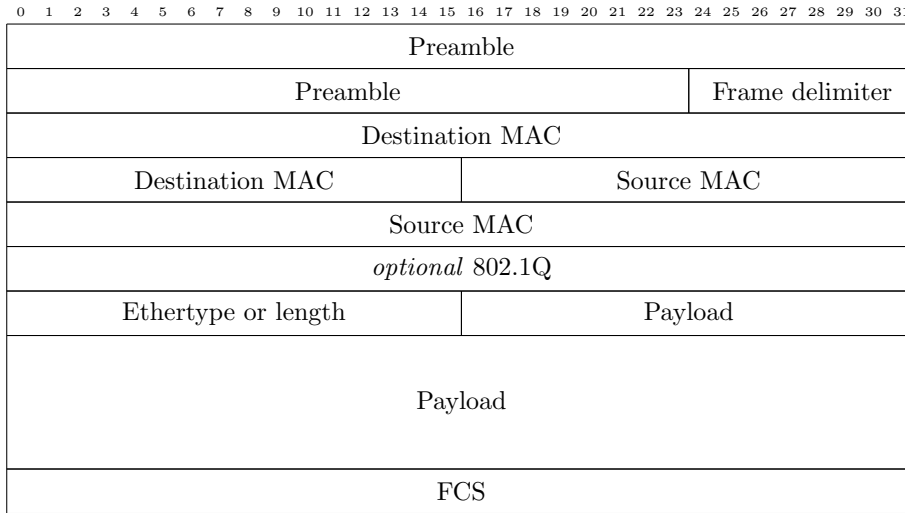 0 1 2 3 4 5 6 7 8 9 10 11 12 13 14 15 16 17 18 19 20 21 22 23 24 25 26 27 28 29 30 31
Preamble
Preamble Frame delimiter
Destination MAC
Destination MAC Source MAC
Source MAC
optional 802.1Q
Ethertype or length Payload
Payload
FCS